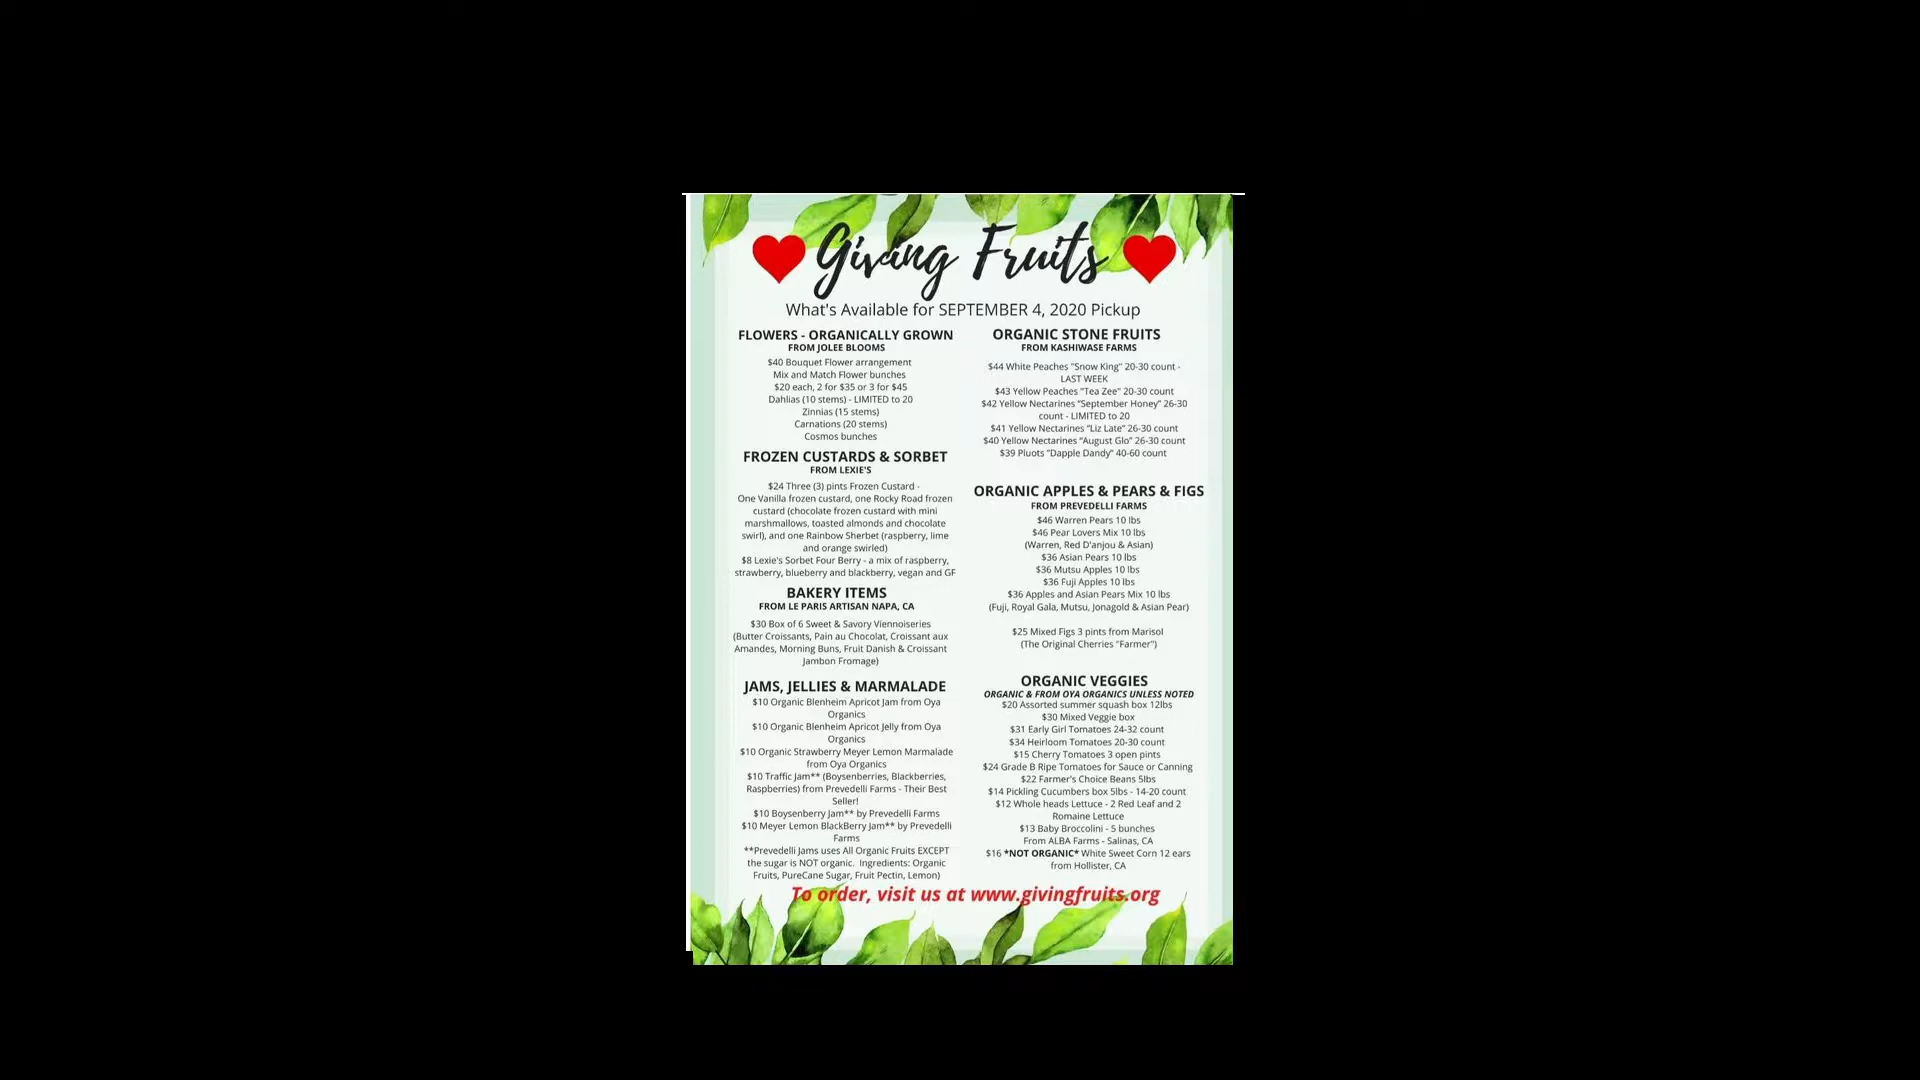 Giving Fruits
What's Available for SEPTEMBER 4, 2020 Pickup
FLOWERS - ORGANICALLY GROWN
FROM JOLEE BLOOMS
$40 Bouquet Flower arrangement
Mix and Match Flower bunches
$20 each, 2 for $35 or 3 for $45
Dahlias (10 stems) - LIMITED to 20
Zinnias (15 stems)
Carnations (20 stems)
Cosmos bunches
FROZEN CUSTARDS & SORBET
FROM LEXIE'S
$24 Three (3) pints Frozen Custard -
One Vanilla frozen custard, one Rocky Road frozen
custard (chocolate frozen custard with mini
marshmallows, toasted almonds and chocolate
swirl), and one Rainbow Sherbet (raspberry, lime
and orange swirled)
$8 Lexie's Sorbet Four Berry - a mix of raspberry,
strawberry, blueberry and blackberry, vegan and GF
BAKERY ITEMS
FROM LE PARIS ARTISAN NAPA, CA
$30 Box of 6 Sweet & Savory Viennoiseries
(Butter Croissants, Pain au Chocolat, Croissant aux
Amandes, Morning Buns, Fruit Danish & Croissant
Jambon Fromage)
JAMS, JELLIES & MARMALADE
$10 Organic Blenheim Apricot Jam from Oya
Organics
$10 Organic Blenheim Apricot Jelly from Oya
Organics
$10 Organic Strawberry Meyer Lemon Marmalade
from Oya Organics
$10 Traffic Jam** (Boysenberries, Blackberries,
Raspberries) from Prevedelli Farms - Their Best
Seller!
$10 Boysenberry Jam** by Prevedelli Farms
$10 Meyer Lemon BlackBerry Jam** by Prevedelli
Farms
**Prevedelli Jams uses All Organic Fruits EXCEPT
the sugar is NOT organic. Ingredients: Organic
Fruits, PureCane Sugar, Fruit Pectin, Lemon)
ORGANIC STONE FRUITS
FROM KASHIWASE FARMS
$44 White Peaches "Snow King" 20-30 count -
LAST WEEK
$43 Yellow Peaches "Tea Zee" 20-30 count
$42 Yellow Nectarines "September Honey" 26-30
count - LIMITED to 20
$41 Yellow Nectarines "Liz Late" 26-30 count
$40 Yellow Nectarines "August Glo" 26-30 count
$39 Pluots "Dapple Dandy" 40-60 count
ORGANIC APPLES & PEARS & FIGS
FROM PREVEDELLI FARMS
$46 Warren Pears 10 lbs
$46 Pear Lovers Mix 10 lbs
(Warren, Red D'anjou & Asian)
$36 Asian Pears 10 lbs
$36 Mutsu Apples 10 lbs
$36 Fuji Apples 10 lbs
$36 Apples and Asian Pears Mix 10 lbs
(Fuji, Royal Gala, Mutsu, Jonagold & Asian Pear)
$25 Mixed Figs 3 pints from Marisol
(The Original Cherries "Farmer")
ORGANIC VEGGIES
ORGANIC & FROM OYA ORGANICS UNLESS NOTED
$20 Assorted summer squash box 12lbs
$30 Mixed Veggie box
$31 Early Girl Tomatoes 24-32 count
$34 Heirloom Tomatoes 20-30 count
$15 Cherry Tomatoes 3 open pints
$24 Grade B Ripe Tomatoes for Sauce or Canning
$22 Farmer's Choice Beans 5lbs
$14 Pickling Cucumbers box 5lbs - 14-20 count
$12 Whole heads Lettuce - 2 Red Leaf and 2
Romaine Lettuce
$13 Baby Broccolini - 5 bunches
From ALBA Farms - Salinas, CA
$16 *NOT ORGANIC* White Sweet Corn 12 ears
from Hollister, CA
To order, visit us at www.givingfruits.org